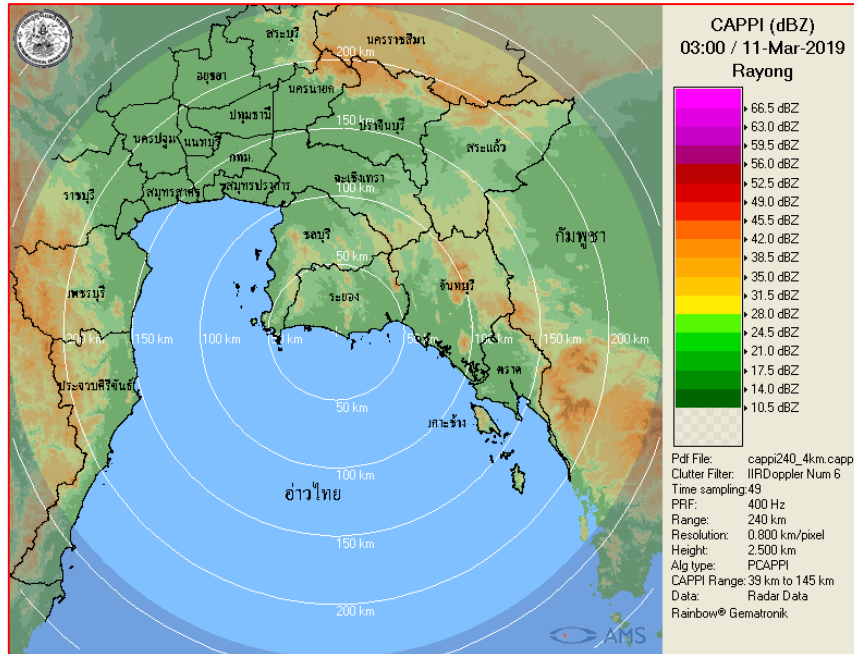 CAPPI (dBZ)
03:00 / 11-Mar-2019
Rayong
66.5 dBZ
63.0 dBZ
59.5 dBZ
56.0 dBZ
52.5 dBZ
49.0 dBZ
45.5 dBZ
42.0 dBZ
38.5 dBZ
35.0 dBZ
31.5 dBZ
28.0 dBZ
24.5 dBZ
21.0 dBZ
17.5 dBZ
14.0 dBZ
10.5 dBZ
Pdf File: cappi240_4km.capp
Clutter Filter: IIRDoppler Num 6
Time sampling:49
PRF: 400 Hz
Range: 240 km
Resolution: 0.800 km/pixel
Height: 2.500 km
Alg type: PCAPPI
CAPPI Range: 39 km to 145 km
Data: Radar Data
Rainbow® Gematronik
สระบุรี
นครราชสีมา
200 km
อยุธยา
นครนายก
ปทุมธานี
150 km
ปราจีนบุรี
นครปฐม
นนทบุรี
สระแก้ว
กทม.
ฉะเชิงเทรา
ราชบุรี
สมุทรสาคร
สมุทรปราการ
100 km
ชลบุรี
กัมพูชา
50 km
จันทบุรี
เพชรบุรี
ระยอง
200 km
150 km
100 km
50 km
100 km
150 km
200 km
ตราด
ประจวบคีรีขันธ์
50 km
เกาะช้าง
100 km
อ่าวไทย
150 km
200 km
AMS